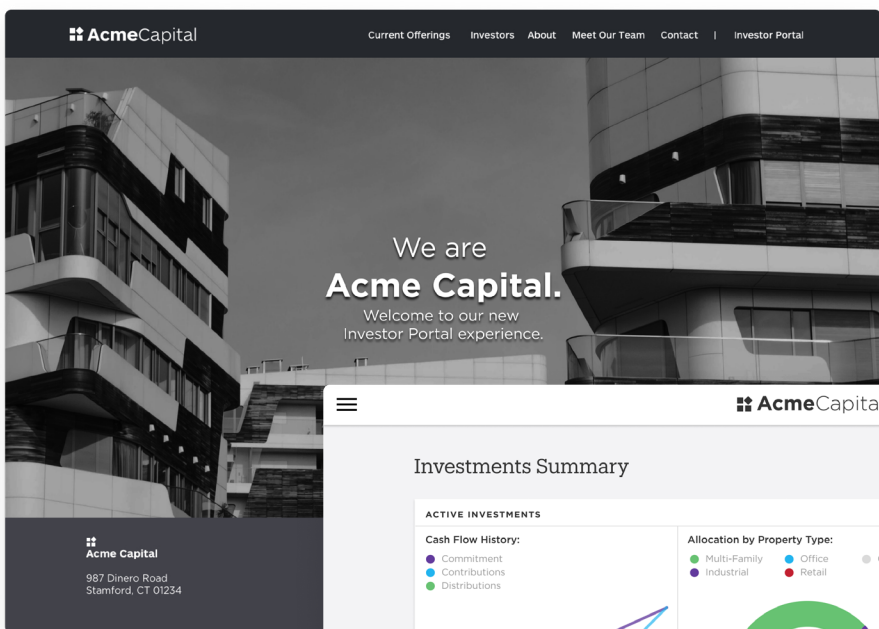 AcmeCapital
Current Offerings Investors About Meet Our Team Contact | Investor Portal
We are
Acme Capital.
Welcome to our new
Investor Portal experience.
AcmeCapita
Investments Summary
ACTIVE INVESTMENTS
Cash Flow History:
Commitment
Contributions
Distributions
Allocation by Property Type:
Multi-Family Office
Industrial Retail
Acme Capital
987 Dinero Road
Stamford, CT 01234